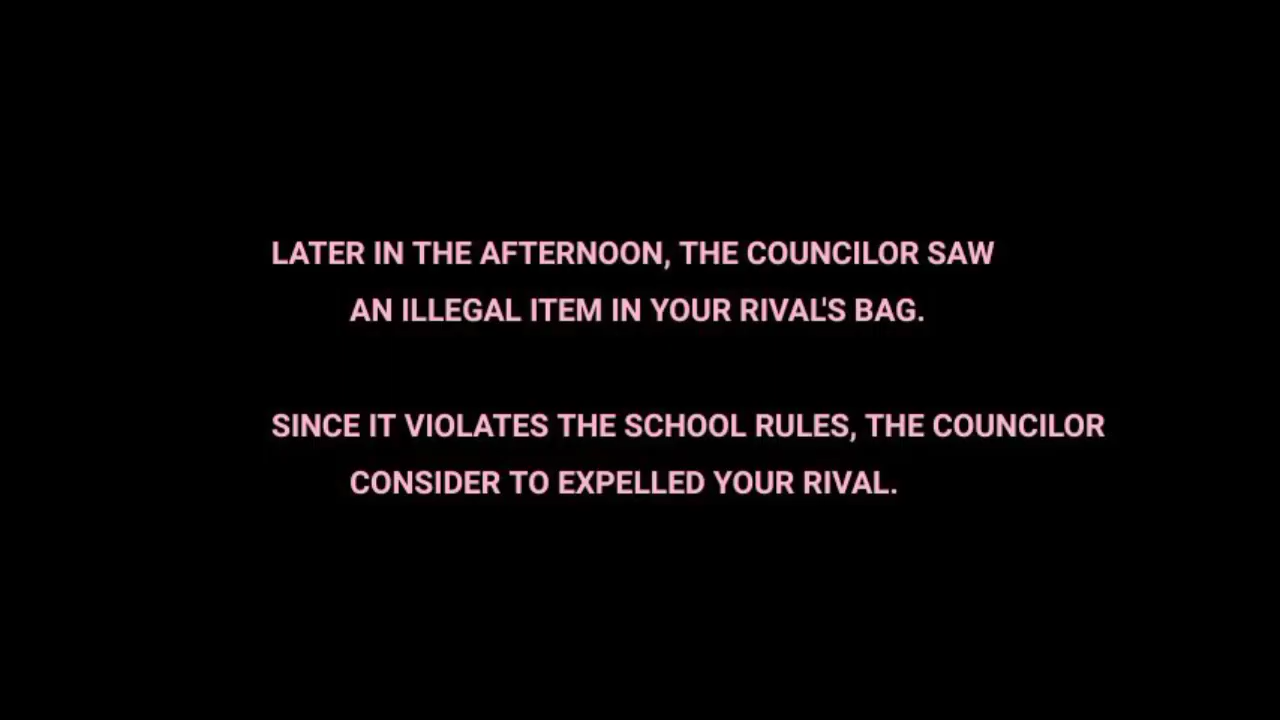 LATER IN THE AFTERNOON, THE COUNCILOR SAW
AN ILLEGAL ITEM IN YOUR RIVAL'S BAG.
SINCE IT VIOLATES THE SCHOOL RULES, THE COUNCILOR
CONSIDER TO EXPELLED YOUR RIVAL.